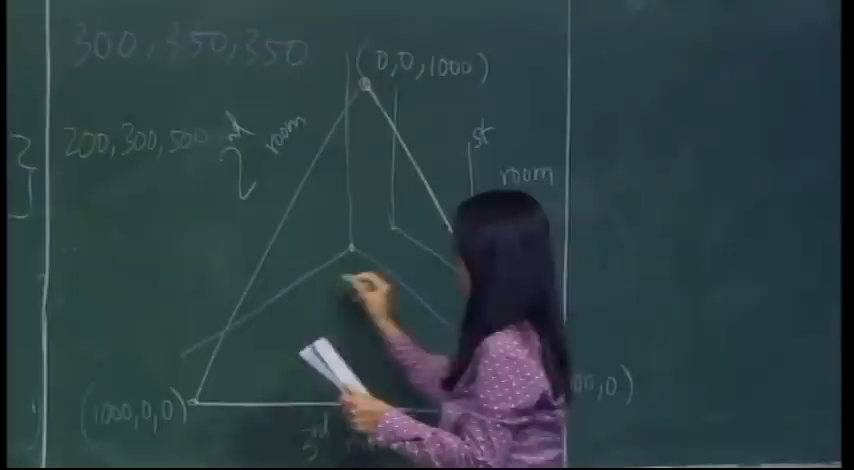 300,350,350
(0,0,1000)
200,300,500
2nd room
1st room
(1000,0,0)
00,0)
3rd